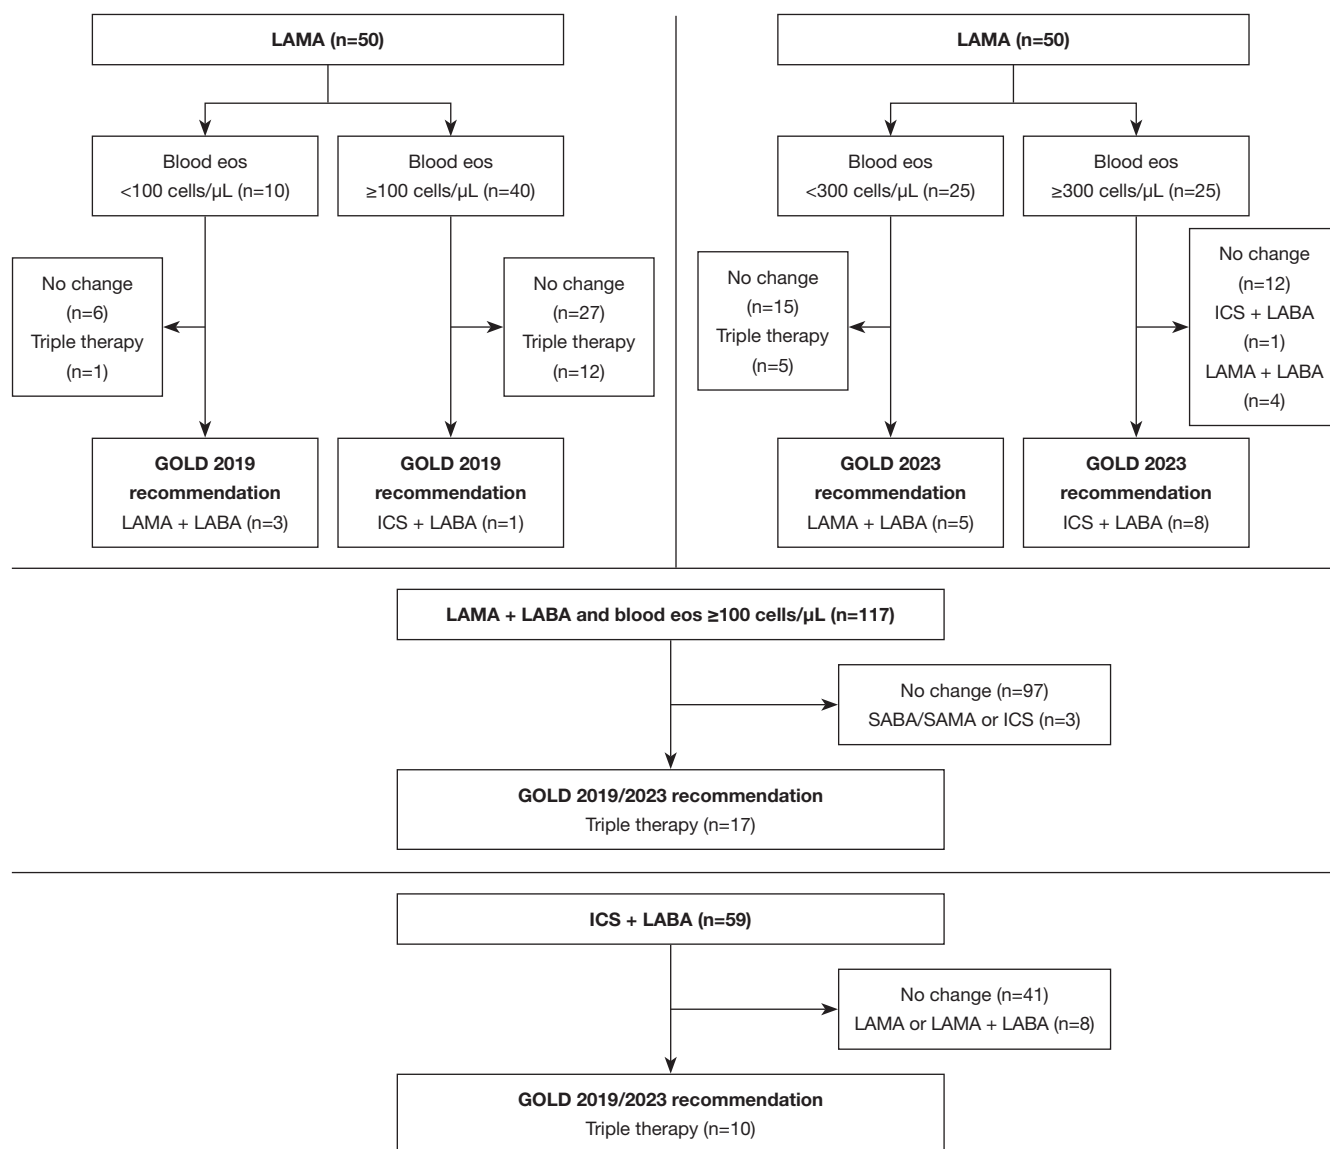 LAMA (n=50)
Blood eos
<100 cells/µL (n=10)
Blood eos
≥100 cells/µL (n=40)
No change
(n=6)
Triple therapy
(n=1)
No change
(n=27)
Triple therapy
(n=12)
GOLD 2019
recommendation
LAMA + LABA (n=3)
GOLD 2019
recommendation
ICS + LABA (n=1)
LAMA (n=50)
Blood eos
<300 cells/µL (n=25)
Blood eos
≥300 cells/µL (n=25)
No change
(n=15)
Triple therapy
(n=5)
No change
(n=12)
ICS + LABA
(n=1)
LAMA + LABA
(n=4)
GOLD 2023
recommendation
LAMA + LABA (n=5)
GOLD 2023
recommendation
ICS + LABA (n=8)
LAMA + LABA and blood eos ≥100 cells/µL (n=117)
No change (n=97)
SABA/SAMA or ICS (n=3)
GOLD 2019/2023 recommendation
Triple therapy (n=17)
ICS + LABA (n=59)
No change (n=41)
LAMA or LAMA + LABA (n=8)
GOLD 2019/2023 recommendation
Triple therapy (n=10)